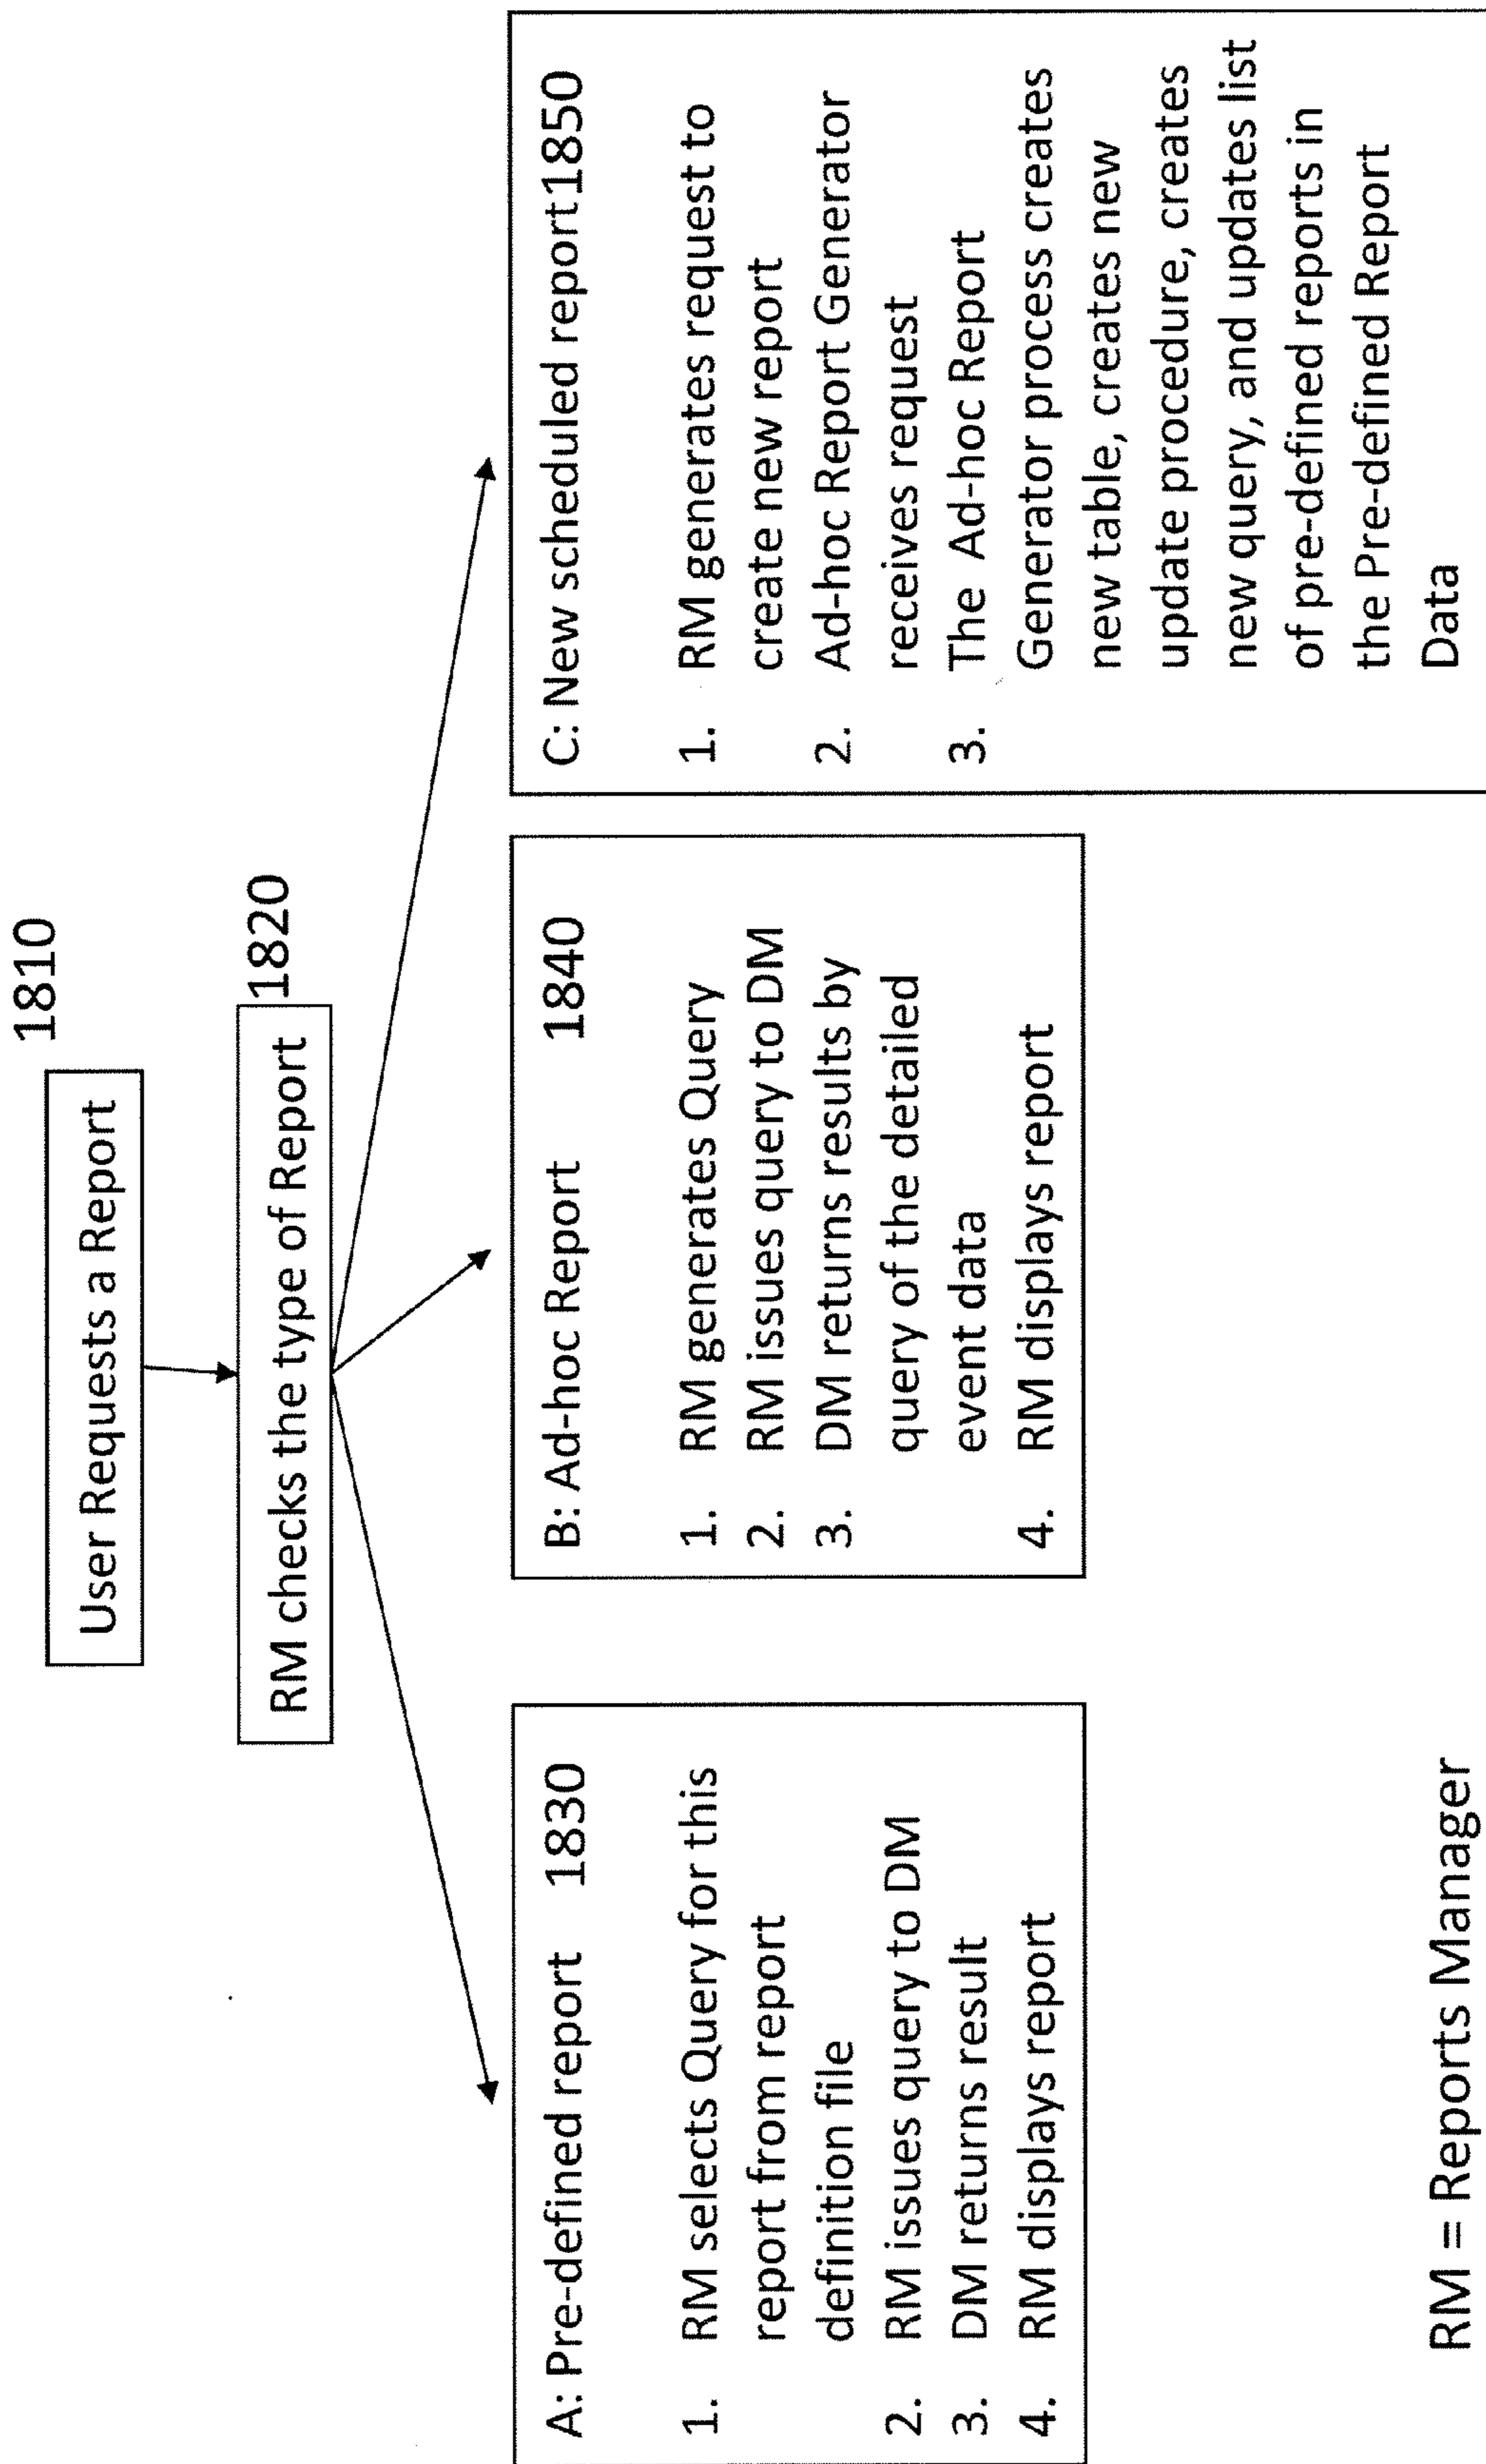 1810
User Requests a Report
1820
RM checks the type of Report
A: Pre-defined report 1830
1. RM selects Query for this
report from report
definition file
2. RM issues query to DM
3. DM returns result
4. RM displays report
B: Ad-hoc Report 1840
1. RM generates Query
2. RM issues query to DM
3. DM returns results by
query of the detailed
event data
4. RM displays report
C: New scheduled report 1850
1. RM generates request to
create new report
2. Ad-hoc Report Generator
receives request
3. The Ad-hoc Report
Generator process creates
new table, creates new
update procedure, creates
new query, and updates list
of pre-defined reports in
the Pre-defined Report
Data
RM = Reports Manager